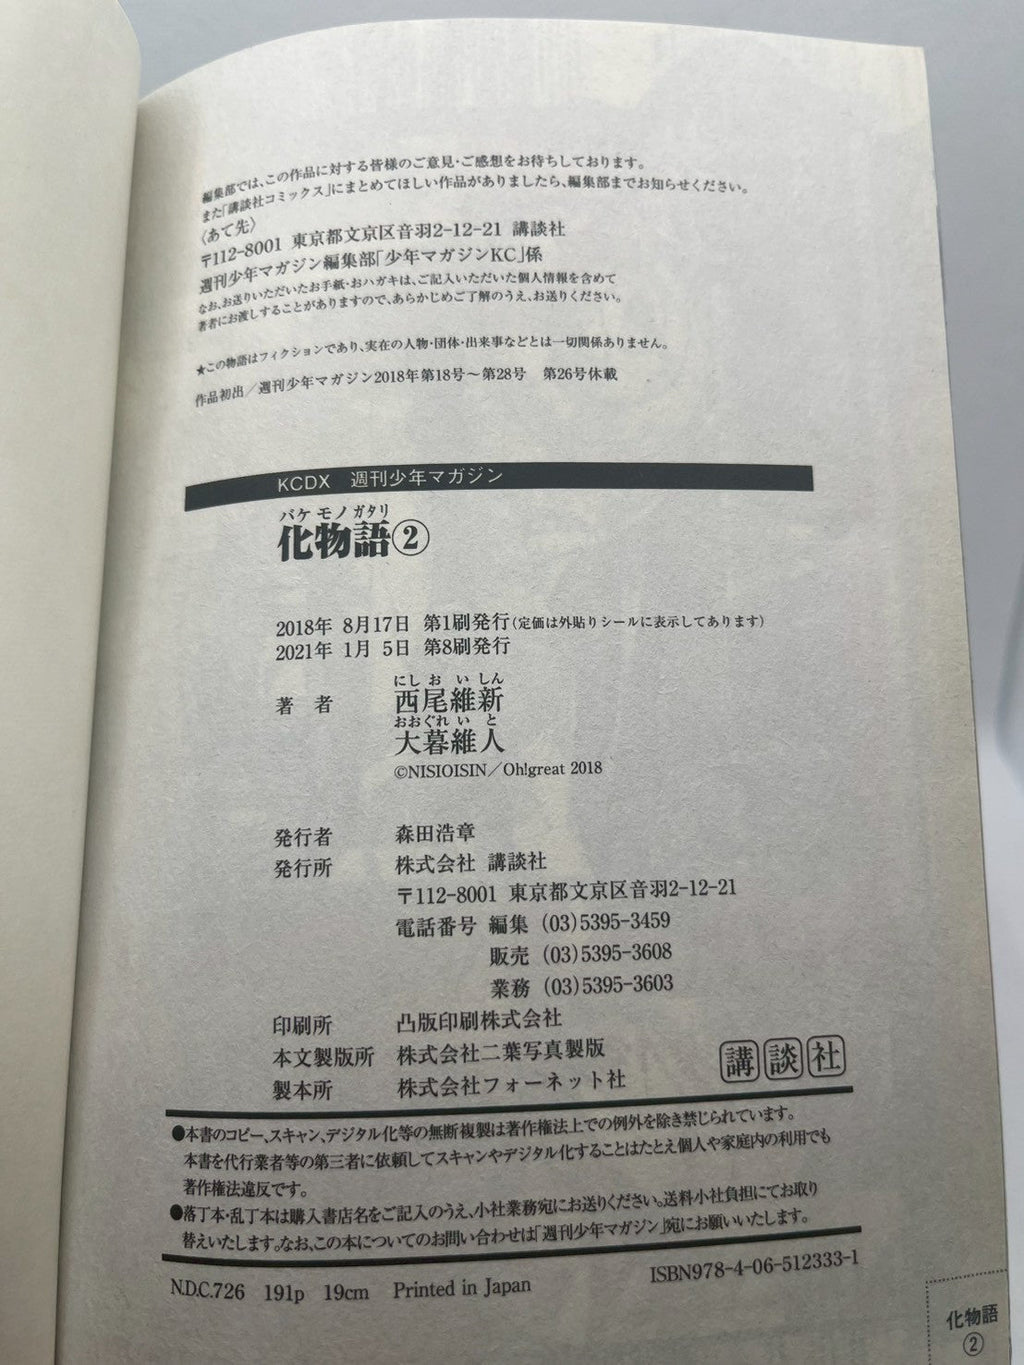 編集部では、この作品に対する皆様のご意見・ご感想をお待ちしております。
また「講談社コミックス」にまとめてほしい作品がありましたら、編集部までお知らせください。
〈あて先〉
〒112-8001 東京都文京区音羽2-12-21 講談社
週刊少年マガジン編集部「少年マガジンKC」係
なお、お送りいただいたお手紙・おハガキは、ご記入いただいた個人情報を含めて
著者にお渡しすることがありますので、あらかじめご了解のうえ、お送りください。
★この物語はフィクションであり、実在の人物・団体・出来事などとは一切関係ありません。
作品初出／週刊少年マガジン2018年第18号～第28号 第26号休載
KCDX 週刊少年マガジン
バケ モノ ガタリ
化物語②
2018年 8月17日 第1刷発行(定価は外貼りシールに表示してあります)
2021年 1月 5日 第8刷発行
にし お い しん
著 者 西尾維新
おおぐれ い と
大暮維人
©NISIOISIN／Oh!great 2018
発行者 森田浩章
発行所 株式会社 講談社
〒112-8001 東京都文京区音羽2-12-21
電話番号 編集 (03)5395-3459
販売 (03)5395-3608
業務 (03)5395-3603
印刷所 凸版印刷株式会社
本文製版所 株式会社二葉写真製版
製本所 株式会社フォーネット社
講談社
●本書のコピー、スキャン、デジタル化等の無断複製は著作権法上での例外を除き禁じられています。
本書を代行業者等の第三者に依頼してスキャンやデジタル化することはたとえ個人や家庭内の利用でも
著作権法違反です。
●落丁本・乱丁本は購入書店名をご記入のうえ、小社業務宛にお送りください。送料小社負担にてお取り
替えいたします。なお、この本についてのお問い合わせは「週刊少年マガジン」宛にお願いいたします。
N.D.C.726 191p 19cm Printed in Japan
ISBN978-4-06-512333-1
化物語
②